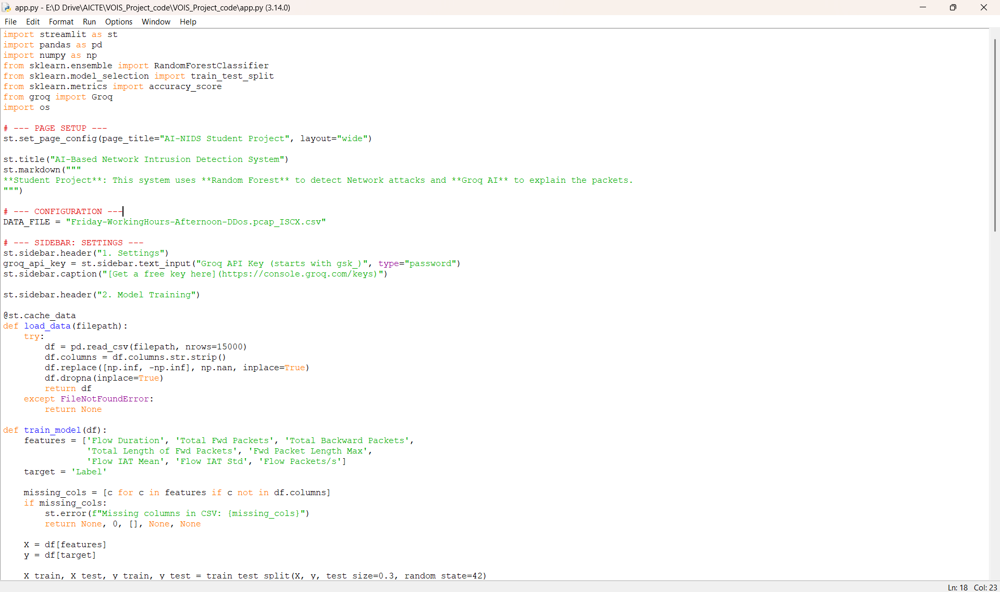 app.py - E:\D Drive\AICTE\VOIS_Project_code\VOIS_Project_code\app.py (3.14.0)
File Edit Format Run Options Window Help
import streamlit as st
import pandas as pd
import numpy as np
from sklearn.ensemble import RandomForestClassifier
from sklearn.model_selection import train_test_split
from sklearn.metrics import accuracy_score
from groq import Groq
import os
# --- PAGE SETUP ---
st.set_page_config(page_title="AI-NIDS Student Project", layout="wide")
st.title("AI-Based Network Intrusion Detection System")
st.markdown("""
**Student Project**: This system uses **Random Forest** to detect Network attacks and **Groq AI** to explain the packets.
""")
# --- CONFIGURATION ---
DATA_FILE = "Friday-WorkingHours-Afternoon-DDos.pcap_ISCX.csv"
# --- SIDEBAR: SETTINGS ---
st.sidebar.header("1. Settings")
groq_api_key = st.sidebar.text_input("Groq API Key (starts with gsk_)", type="password")
st.sidebar.caption("[Get a free key here](https://console.groq.com/keys)")
st.sidebar.header("2. Model Training")
@st.cache_data
def load_data(filepath):
    try:
        df = pd.read_csv(filepath, nrows=15000)
        df.columns = df.columns.str.strip()
        df.replace([np.inf, -np.inf], np.nan, inplace=True)
        df.dropna(inplace=True)
        return df
    except FileNotFoundError:
        return None
def train_model(df):
    features = ['Flow Duration', 'Total Fwd Packets', 'Total Backward Packets',
                'Total Length of Fwd Packets', 'Fwd Packet Length Max',
                'Flow IAT Mean', 'Flow IAT Std', 'Flow Packets/s']
    target = 'Label'
    missing_cols = [c for c in features if c not in df.columns]
    if missing_cols:
        st.error(f"Missing columns in CSV: {missing_cols}")
        return None, 0, [], None, None
    X = df[features]
    y = df[target]
    X_train, X_test, y_train, y_test = train_test_split(X, y, test_size=0.3, random_state=42)
Ln: 18 Col: 23